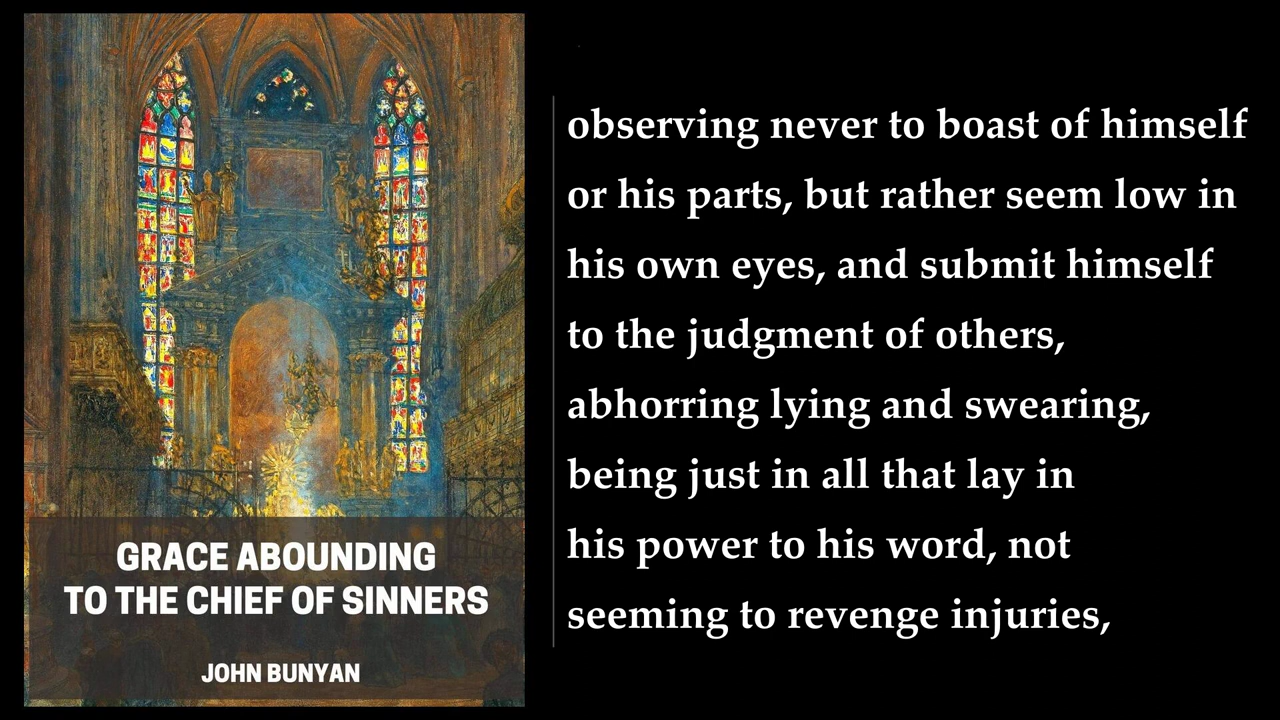 GRACE ABOUNDING
TO THE CHIEF OF SINNERS
JOHN BUNYAN
observing never to boast of himself
or his parts, but rather seem low in
his own eyes, and submit himself
to the judgment of others,
abhorring lying and swearing,
being just in all that lay in
his power to his word, not
seeming to revenge injuries,